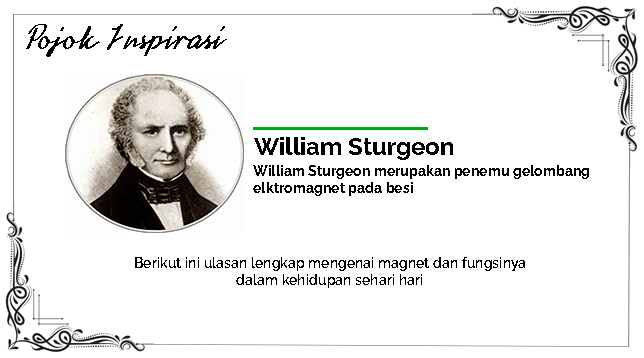 Pojok Inspirasi
William Sturgeon
William Sturgeon merupakan penemu gelombang
elktromagnet pada besi
Berikut ini ulasan lengkap mengenai magnet dan fungsinya
dalam kehidupan sehari hari